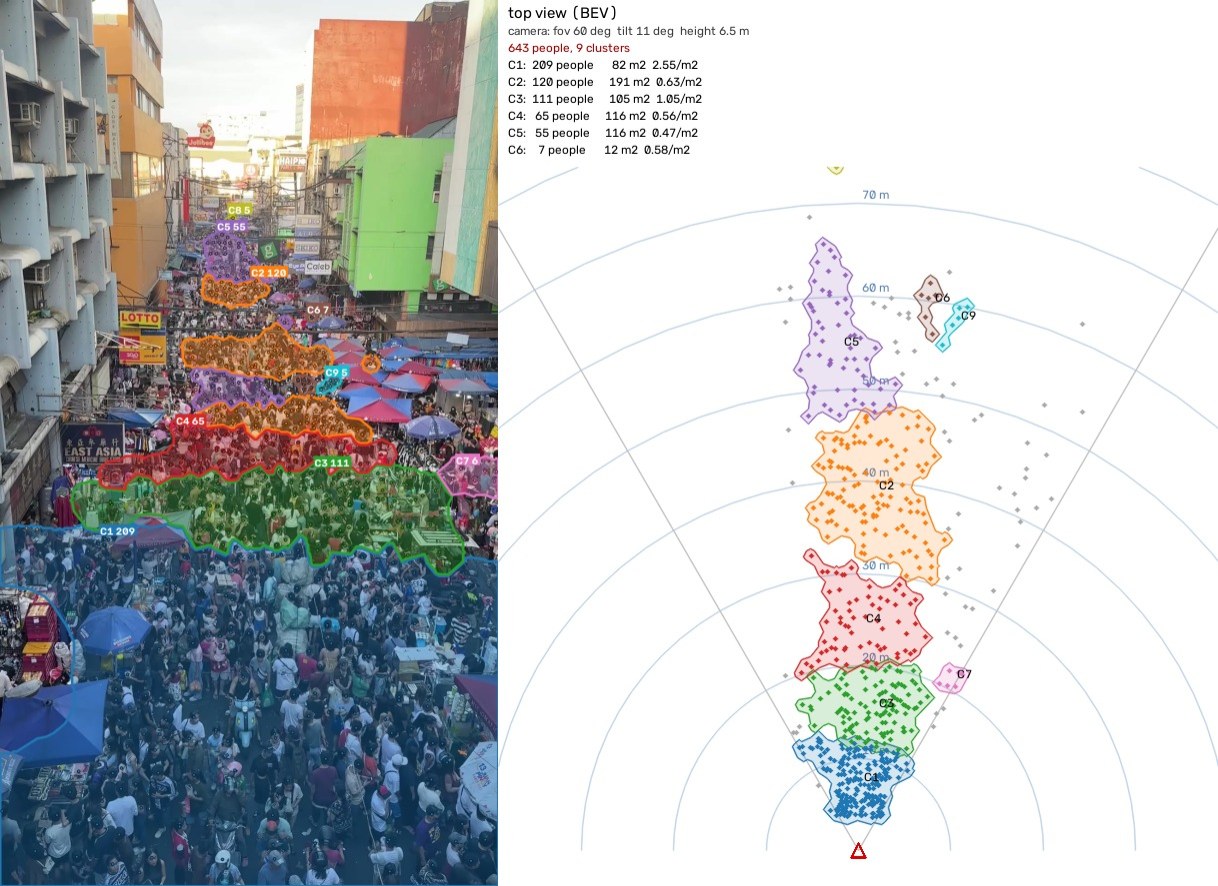 top view (BEV)
camera: fov 60 deg tilt 11 deg height 6.5 m
643 people, 9 clusters
C1: 209 people 82 m2 2.55/m2
C2: 120 people 191 m2 0.63/m2
C3: 111 people 105 m2 1.05/m2
C4: 65 people 116 m2 0.56/m2
C5: 55 people 116 m2 0.47/m2
C6: 7 people 12 m2 0.58/m2
Jollibee
C8 5
C5 55
g
SEIKO
C2 120
Caleb
C6 7
LOTTO
C9 5
C4 65
EAST ASIA
C3 111
C7 6
C1 209
70 m
60 m
C6
C9
C5
50 m
40 m
C2
30 m
C4
20 m
C7
C3
C1